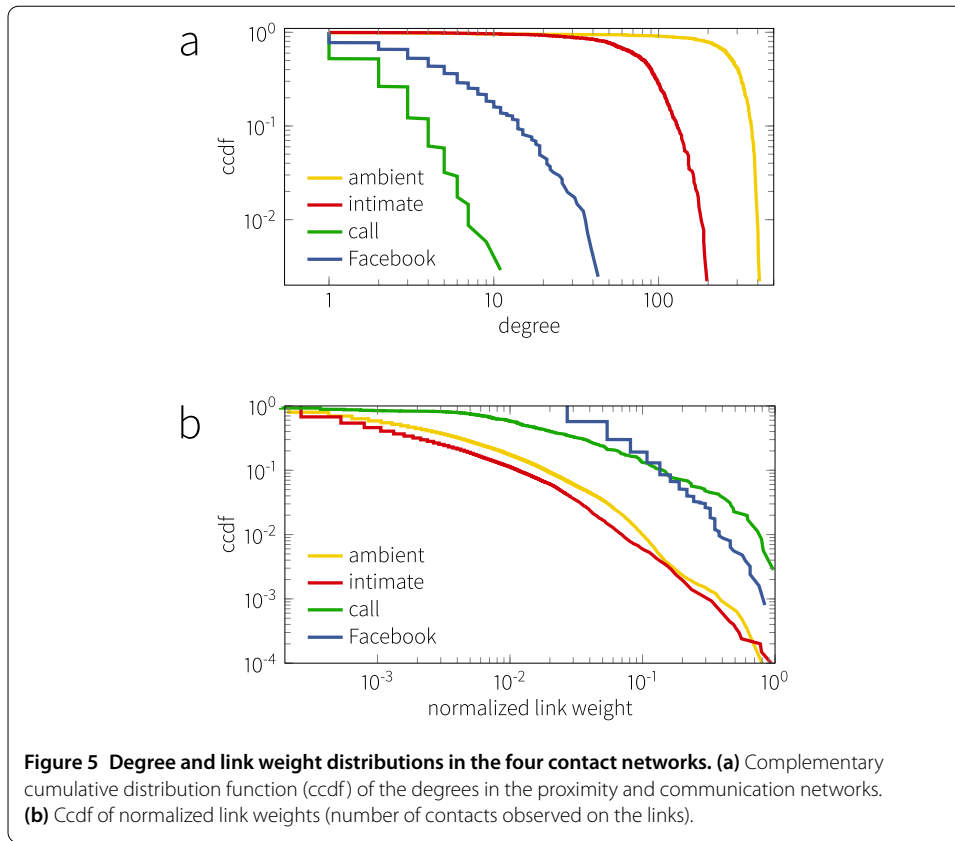 a
10^0
10^-1
10^-2
ccdf
ambient
intimate
call
Facebook
1 10 100
degree
b
10^0
10^-1
10^-2
10^-3
10^-4
ccdf
ambient
intimate
call
Facebook
10^-3 10^-2 10^-1 10^0
normalized link weight
Figure 5 Degree and link weight distributions in the four contact networks. (a) Complementary
cumulative distribution function (ccdf) of the degrees in the proximity and communication networks.
(b) Ccdf of normalized link weights (number of contacts observed on the links).